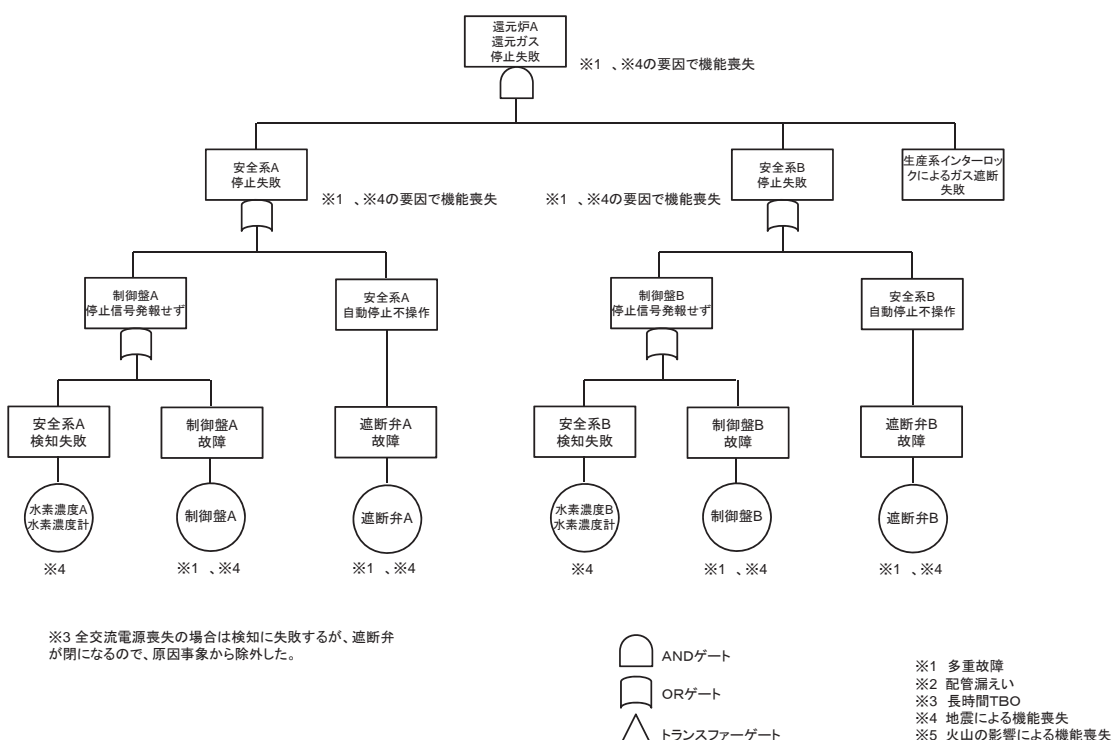 還元炉A
還元ガス
停止失敗
※1 、※4の要因で機能喪失
安全系A
停止失敗
※1 、※4の要因で機能喪失
安全系B
停止失敗
※1 、※4の要因で機能喪失
生産系インターロッ
クによるガス遮断
失敗
制御盤A
停止信号発報せず
安全系A
自動停止不操作
制御盤B
停止信号発報せず
安全系B
自動停止不操作
安全系A
検知失敗
制御盤A
故障
遮断弁A
故障
安全系B
検知失敗
制御盤B
故障
遮断弁B
故障
水素濃度A
水素濃度計
制御盤A
遮断弁A
水素濃度B
水素濃度計
制御盤B
遮断弁B
※4
※1 、※4
※1 、※4
※4
※1 、※4
※1 、※4
※3 全交流電源喪失の場合は検知に失敗するが、遮断弁
が閉になるので、原因事象から除外した。
ANDゲート
ORゲート
トランスファーゲート
※1 多重故障
※2 配管漏えい
※3 長時間TBO
※4 地震による機能喪失
※5 火山の影響による機能喪失